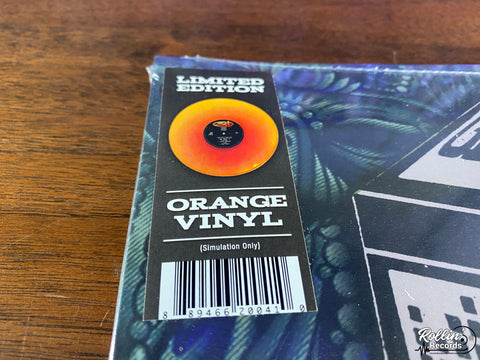 LIMITED
EDITION
ORANGE
VINYL
(Simulation Only)
8 89466 20041 0
Rollin'
Records